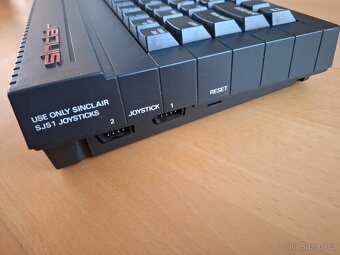 USE ONLY SINCLAIR
SJS1 JOYSTICKS
2 JOYSTICK 1
RESET